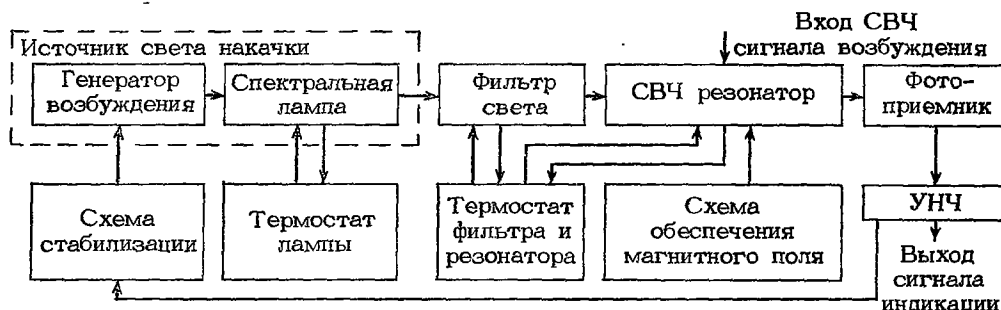 Вход СВЧ
сигнала возбуждения
Источник света накачки
Генератор
возбуждения
Спектральная
лампа
Фильтр
света
СВЧ резонатор
Фото-
приемник
Схема
стабилизации
Термостат
лампы
Термостат
фильтра и
резонатора
Схема
обеспечения
магнитного поля
УНЧ
Выход
сигнала
индикации